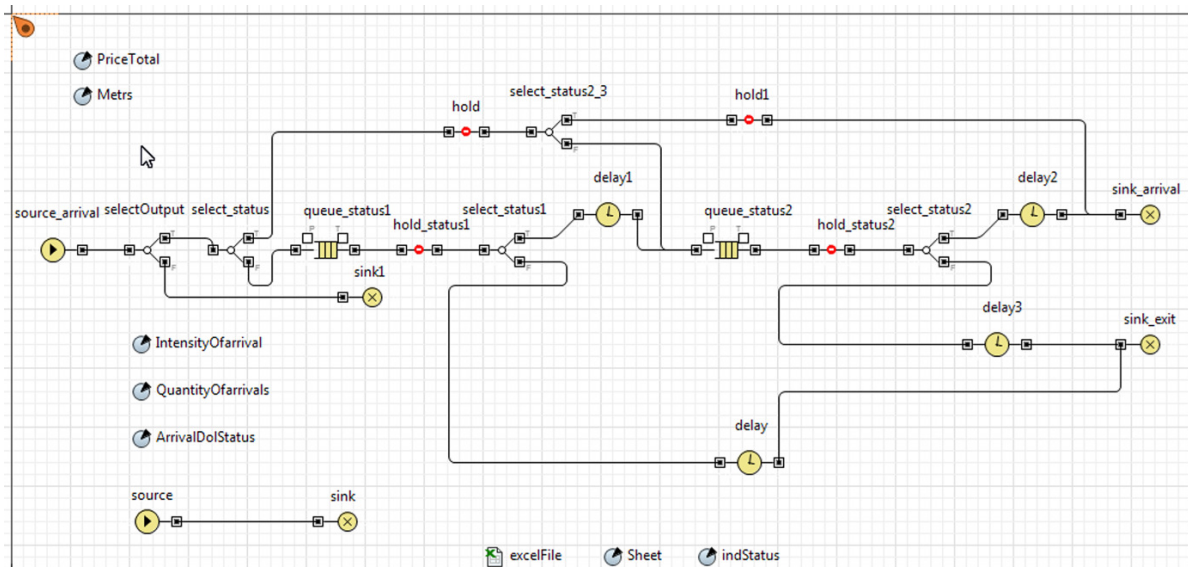 PriceTotal
Metrs
hold
select_status2_3
hold1
source_arrival
selectOutput
select_status
queue_status1
hold_status1
select_status1
delay1
queue_status2
hold_status2
select_status2
delay2
sink_arrival
sink1
delay3
sink_exit
IntensityOfarrival
QuantityOfarrivals
ArrivalDolStatus
delay
source
sink
excelFile
Sheet
indStatus